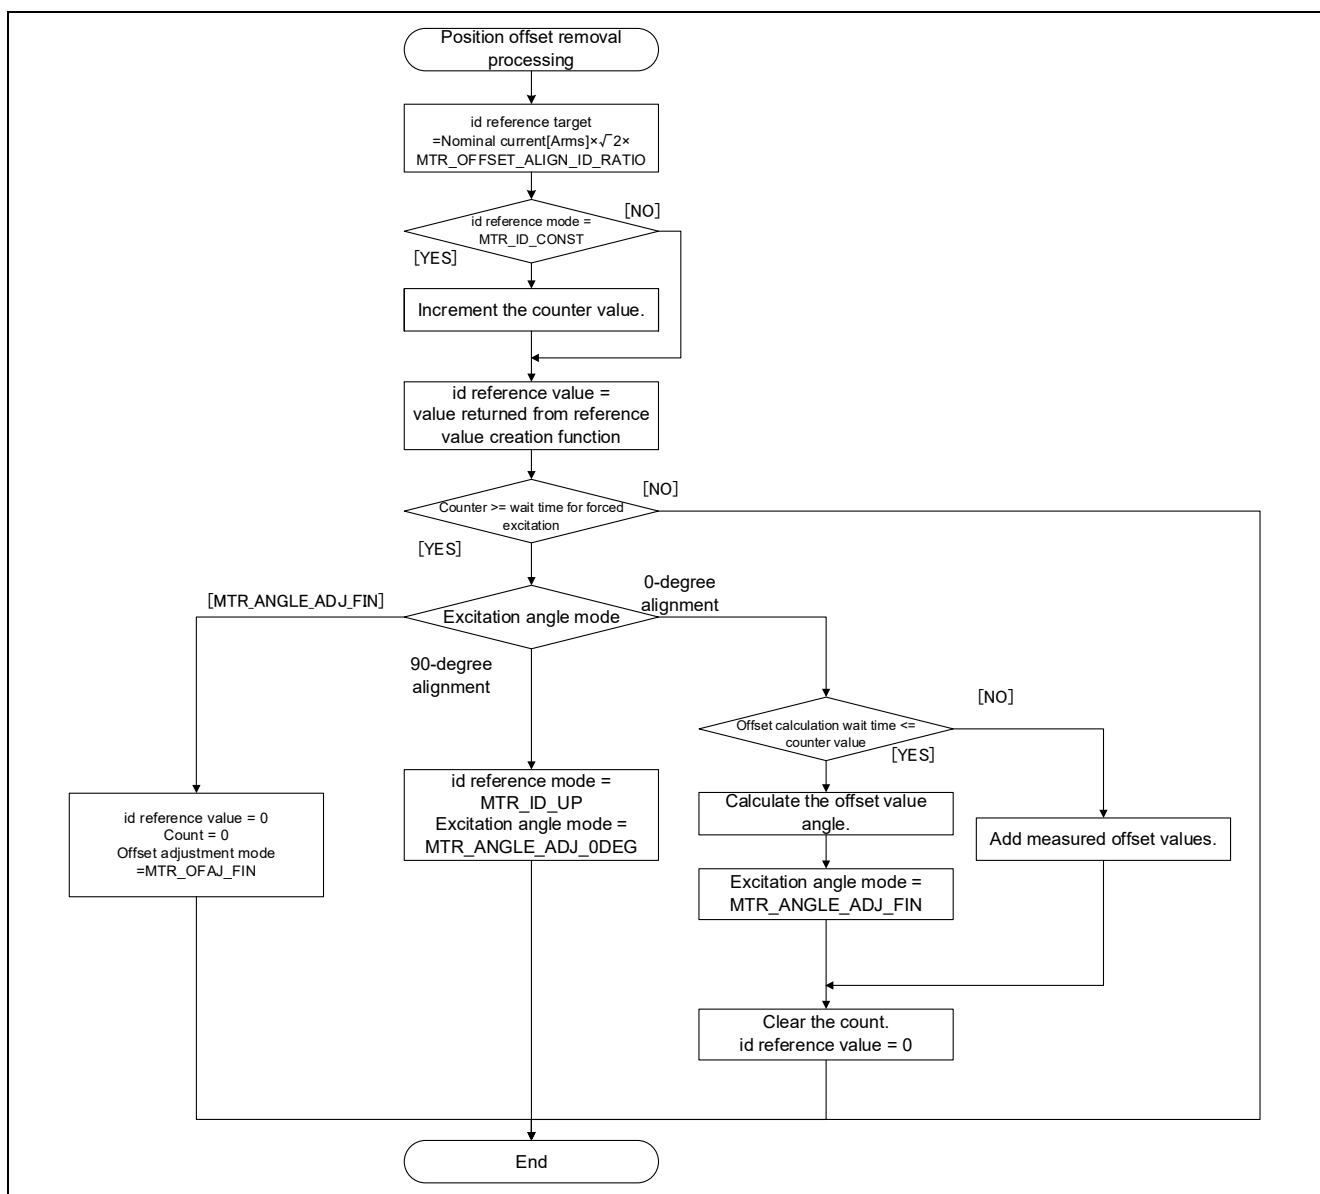 Position offset removal
processing
id reference target
=Nominal current[Arms]×√2×
MTR_OFFSET_ALIGN_ID_RATIO
[NO]
id reference mode =
MTR_ID_CONST
[YES]
Increment the counter value.
id reference value =
value returned from reference
value creation function
[NO]
Counter >= wait time for forced
excitation
[YES]
[MTR_ANGLE_ADJ_FIN]
0-degree
alignment
Excitation angle mode
90-degree
alignment
[NO]
Offset calculation wait time <=
counter value
[YES]
id reference mode =
MTR_ID_UP
Excitation angle mode =
MTR_ANGLE_ADJ_0DEG
id reference value = 0
Count = 0
Offset adjustment mode
=MTR_OFAJ_FIN
Calculate the offset value
angle.
Add measured offset values.
Excitation angle mode =
MTR_ANGLE_ADJ_FIN
Clear the count.
id reference value = 0
End